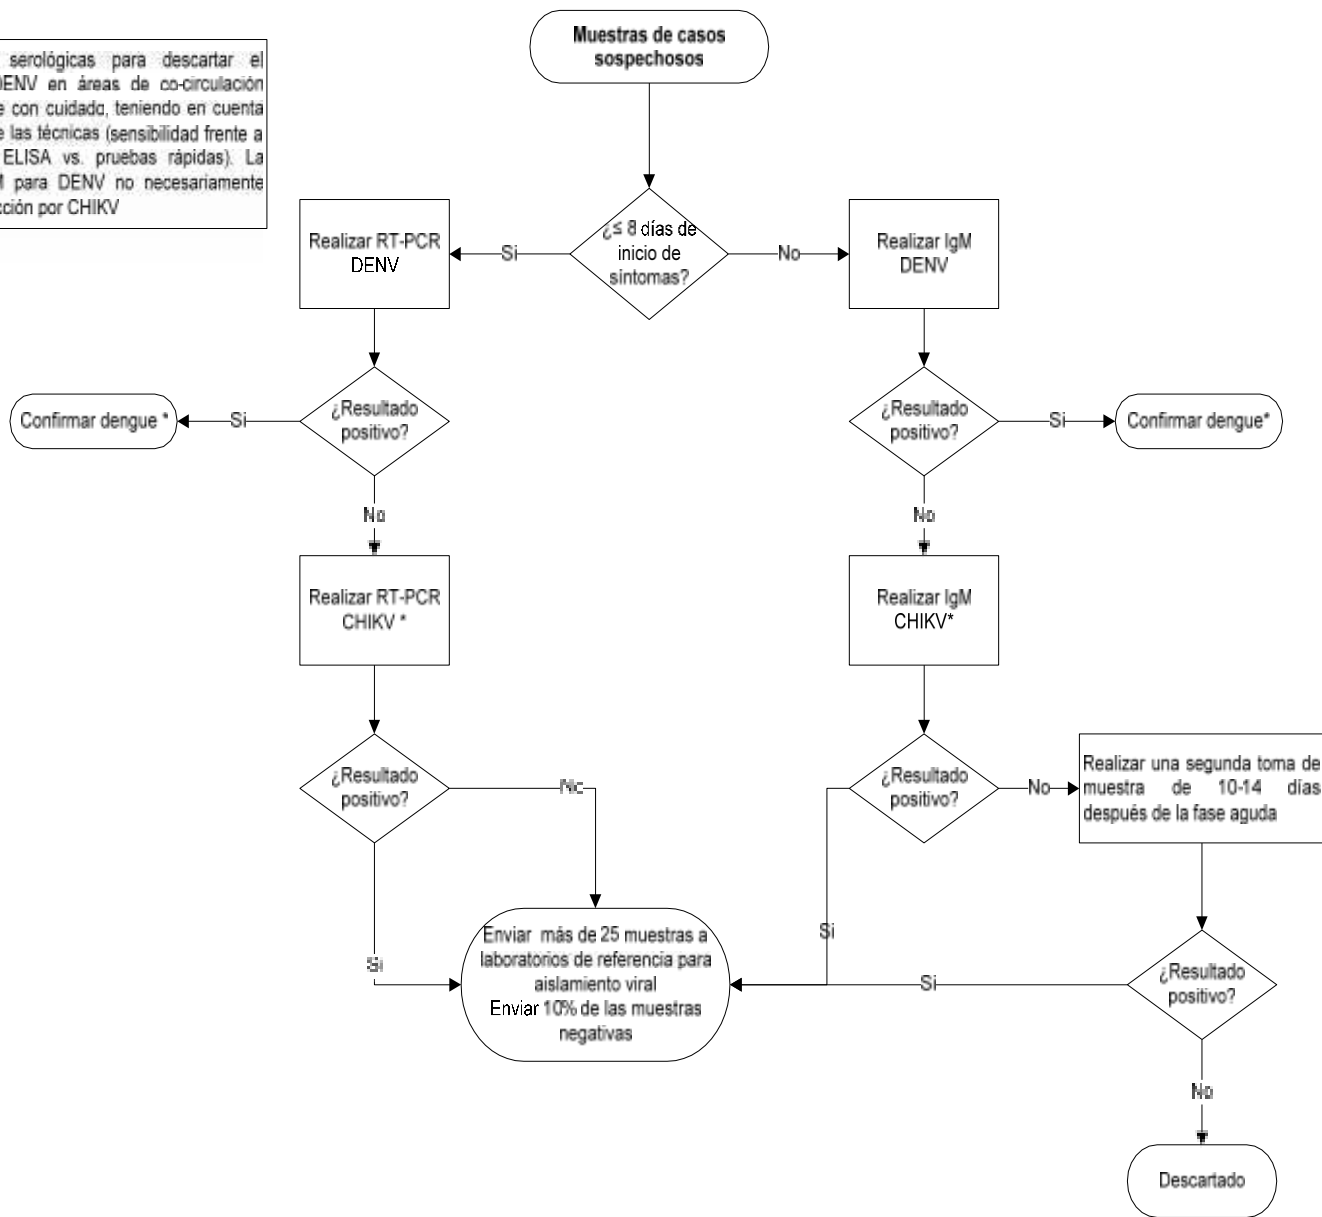 serológicas para descartar el
DENV en áreas de co-circulación
e con cuidado, teniendo en cuenta
e las técnicas (sensibilidad frente a
ELISA vs. pruebas rápidas). La
M para DENV no necesariamente
cción por CHIKV
Muestras de casos
sospechosos
¿≤ 8 días de
inicio de
síntomas?
Si
No
Realizar RT-PCR
DENV
Realizar IgM
DENV
¿Resultado
positivo?
Si
Confirmar dengue *
¿Resultado
positivo?
Si
Confirmar dengue*
No
No
Realizar RT-PCR
CHIKV *
Realizar IgM
CHIKV*
¿Resultado
positivo?
No
¿Resultado
positivo?
No
Realizar una segunda toma de
muestra de 10-14 días
después de la fase aguda
Si
Enviar más de 25 muestras a
laboratorios de referencia para
aislamiento viral
Enviar 10% de las muestras
negativas
Si
Si
¿Resultado
positivo?
No
Descartado